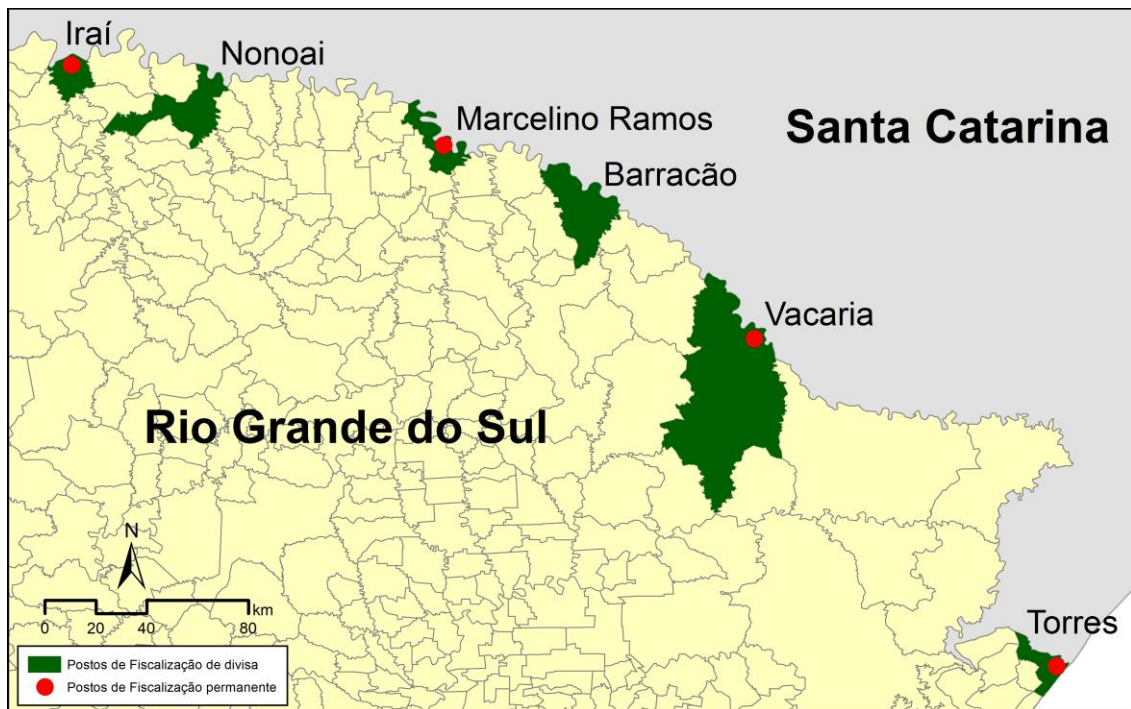 Iraí
Nonoai
Marcelino Ramos
Santa Catarina
Barracão
Vacaria
Rio Grande do Sul
N
km
0 20 40 80
Torres
Postos de Fiscalização de divisa
Postos de Fiscalização permanente